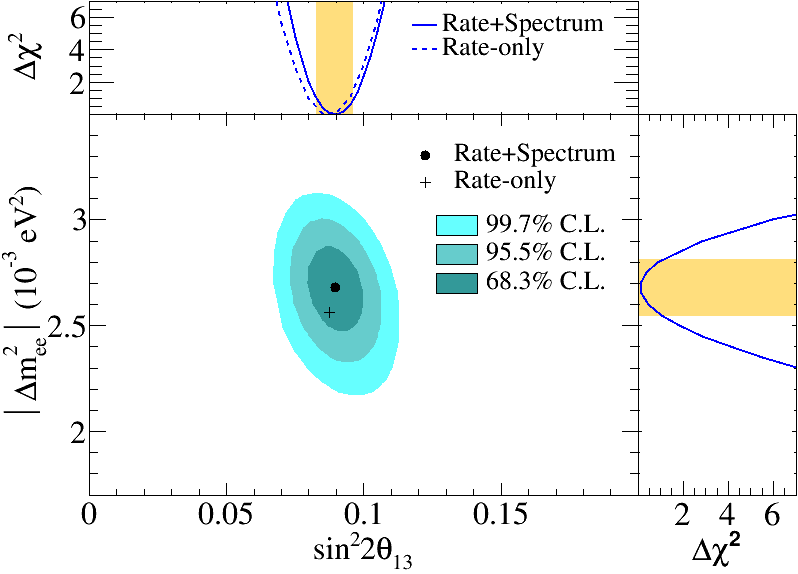 6
4
2
Δχ²
Rate+Spectrum
Rate-only
Rate+Spectrum
Rate-only
99.7% C.L.
95.5% C.L.
68.3% C.L.
3
2.5
2
|Δm²ₑₑ| (10⁻³ eV²)
0 0.05 0.1 0.15
sin²2θ₁₃
2 4 6
Δχ²